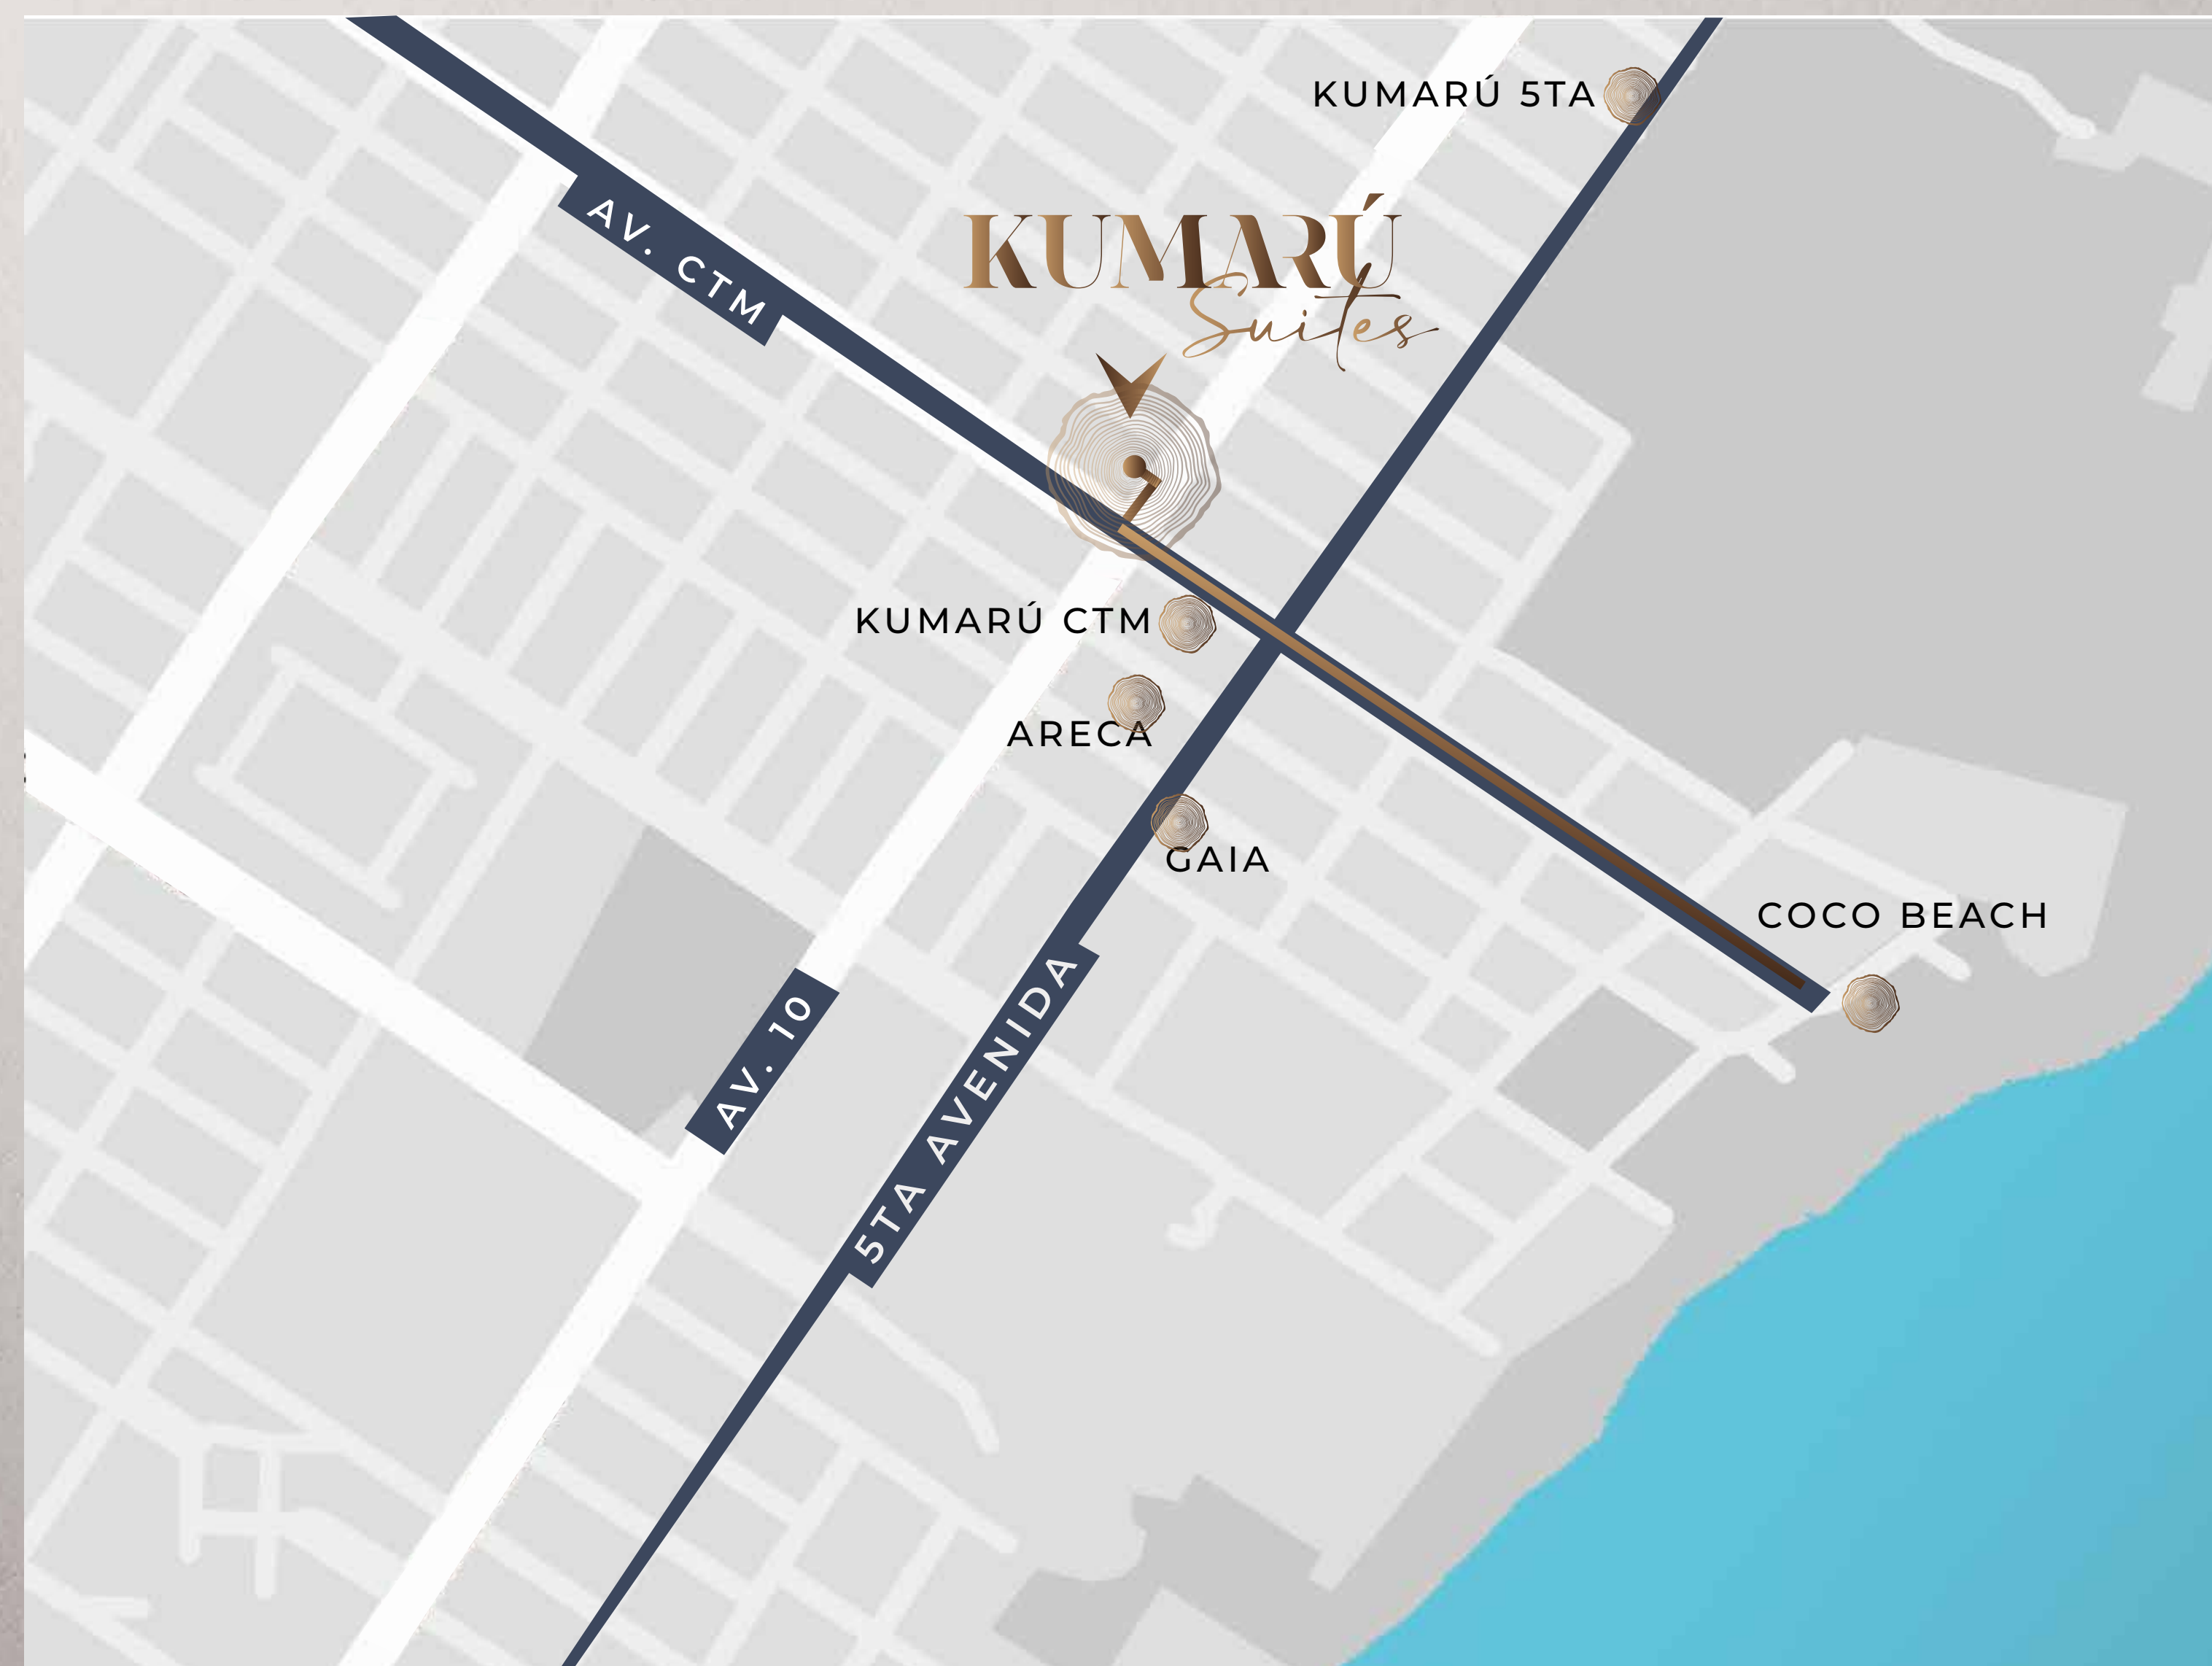 KUMARÚ 5TA
AV. CTM
KUMARÚ
Suites
KUMARÚ CTM
ARECA
GAIA
COCO BEACH
AV. 10
5TA AVENIDA